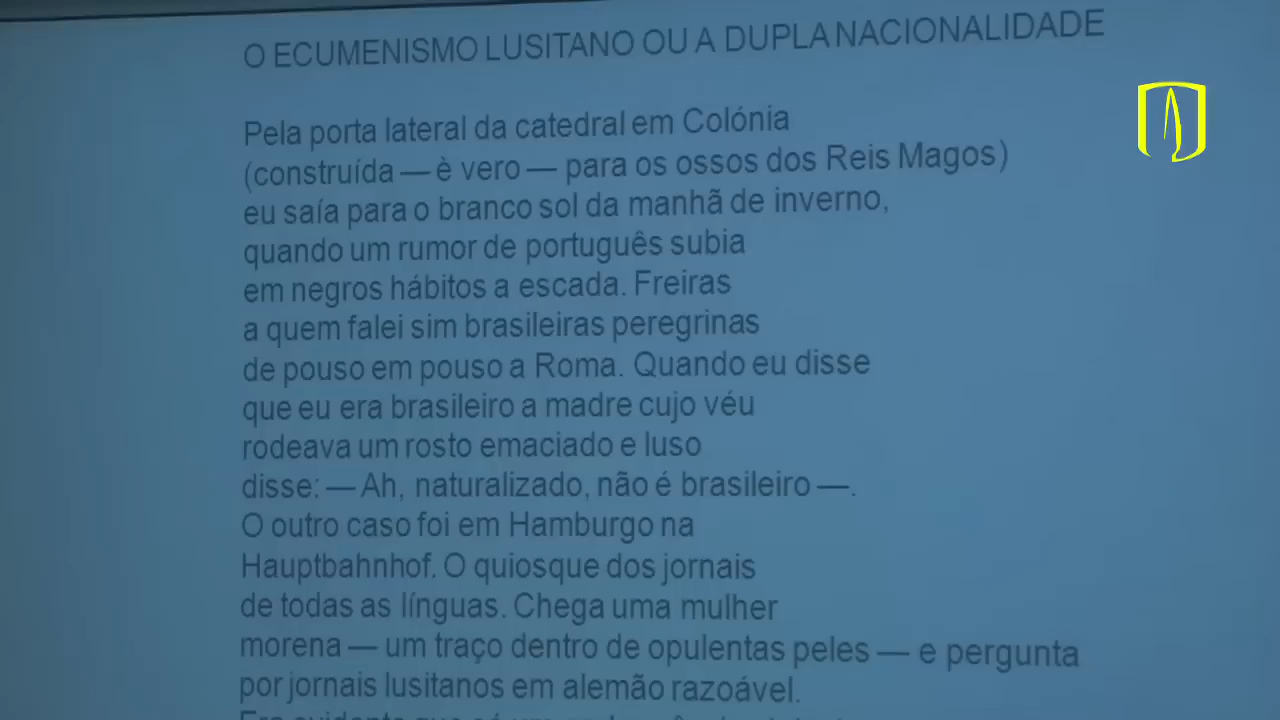 O ECUMENISMO LUSITANO OU A DUPLA NACIONALIDADE
Pela porta lateral da catedral em Colónia
(construída — è vero — para os ossos dos Reis Magos)
eu saía para o branco sol da manhã de inverno,
quando um rumor de português subia
em negros hábitos a escada. Freiras
a quem falei sim brasileiras peregrinas
de pouso em pouso a Roma. Quando eu disse
que eu era brasileiro a madre cujo véu
rodeava um rosto emaciado e luso
disse: — Ah, naturalizado, não é brasileiro —.
O outro caso foi em Hamburgo na
Hauptbahnhof. O quiosque dos jornais
de todas as línguas. Chega uma mulher
morena — um traço dentro de opulentas peles — e pergunta
por jornais lusitanos em alemão razoável.